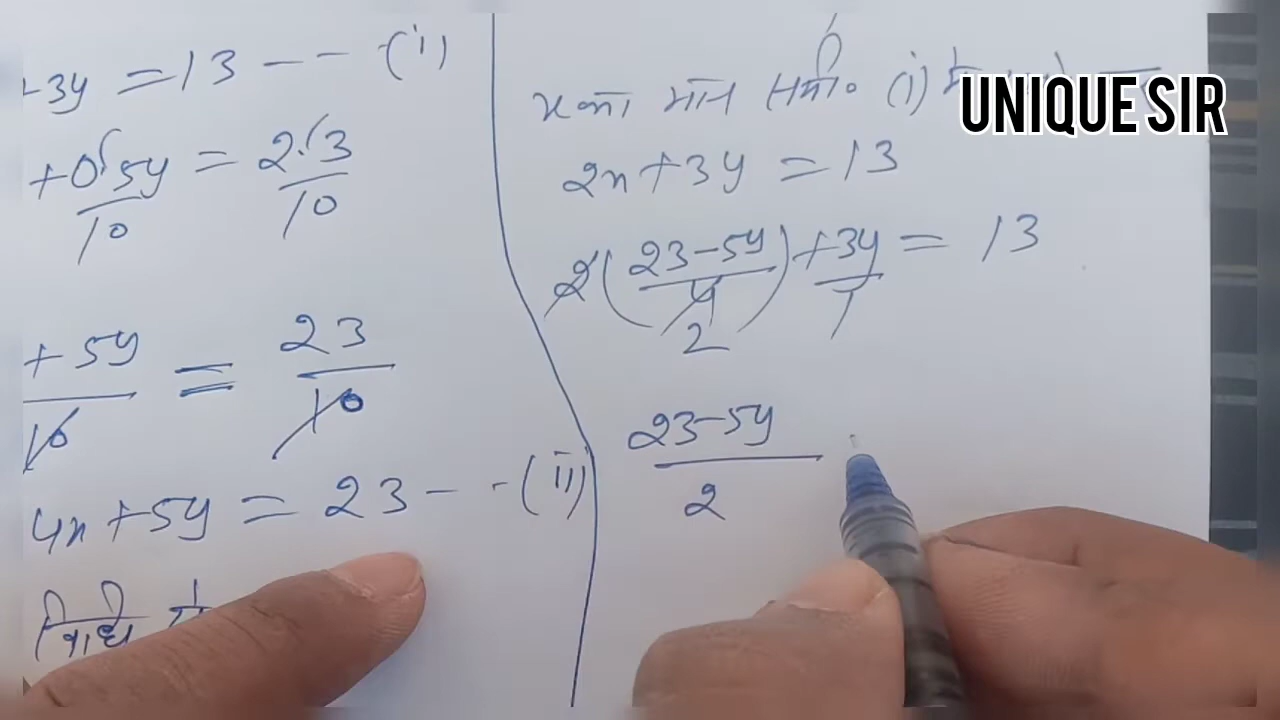 +3y = 13 -- (i)
+0.5y/10 = 2.3/10
+5y/10 = 23/10
4x+5y = 23 -- (ii)
x का मान समी० (i) में
UNIQUE SIR
2x+3y = 13
2(23-5y/4)+3y/1 = 13
2
23-5y/2